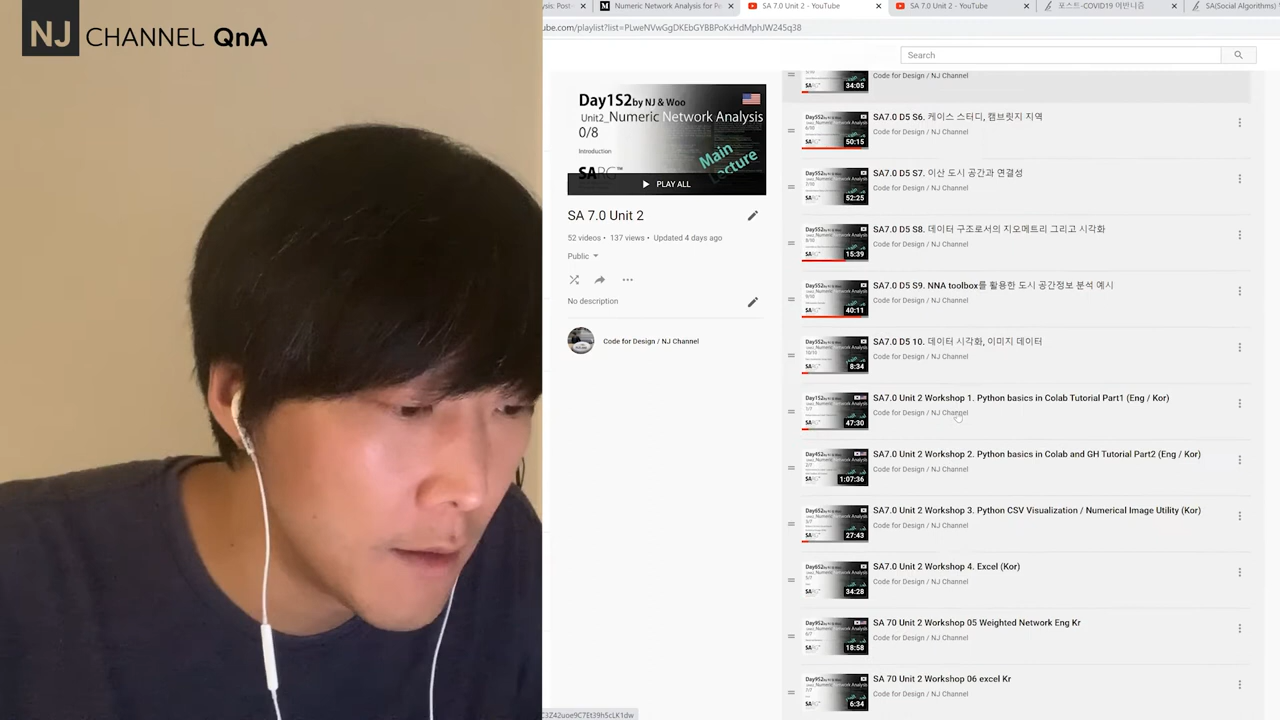 NJ CHANNEL QnA
Numeric Network Analysis for Pe
SA 7.0 Unit 2 - YouTube
SA 7.0 Unit 2 - YouTube
포스트-COVID19 이반나츰
SA(Social Algorithms)
ube.com/playlist?list=PLweNVwGgDKEbGYBBPoKxHdMphJW245q38
Search
Day1S2 by NJ & Woo
Unit2_Numeric Network Analysis
0/8
Introduction
Main Lecture
PLAY ALL
SA 7.0 Unit 2
52 videos • 137 views • Updated 4 days ago
Public
No description
Code for Design / NJ Channel
Code for Design / NJ Channel
34:05
SA7.0 D5 S6. 케이스 스터디, 캠브릿지 지역
Code for Design / NJ Channel
50:15
SA7.0 D5 S7. 이산 도시 공간과 연결성
Code for Design / NJ Channel
52:25
SA7.0 D5 S8. 데이터 구조로서의 지오메트리 그리고 시각화
Code for Design / NJ Channel
15:39
SA7.0 D5 S9. NNA toolbox를 활용한 도시 공간정보 분석 예시
Code for Design / NJ Channel
40:11
SA7.0 D5 10. 데이터 시각화, 이미지 데이터
Code for Design / NJ Channel
8:34
SA7.0 Unit 2 Workshop 1. Python basics in Colab Tutorial Part1 (Eng / Kor)
Code for Design / NJ Channel
47:30
SA7.0 Unit 2 Workshop 2. Python basics in Colab and GH Tutorial Part2 (Eng / Kor)
Code for Design / NJ Channel
1:07:36
SA7.0 Unit 2 Workshop 3. Python CSV Visualization / Numerical Image Utility (Kor)
Code for Design / NJ Channel
27:43
SA7.0 Unit 2 Workshop 4. Excel (Kor)
Code for Design / NJ Channel
34:28
SA 70 Unit 2 Workshop 05 Weighted Network Eng Kr
Code for Design / NJ Channel
18:58
SA 70 Unit 2 Workshop 06 excel Kr
Code for Design / NJ Channel
6:34